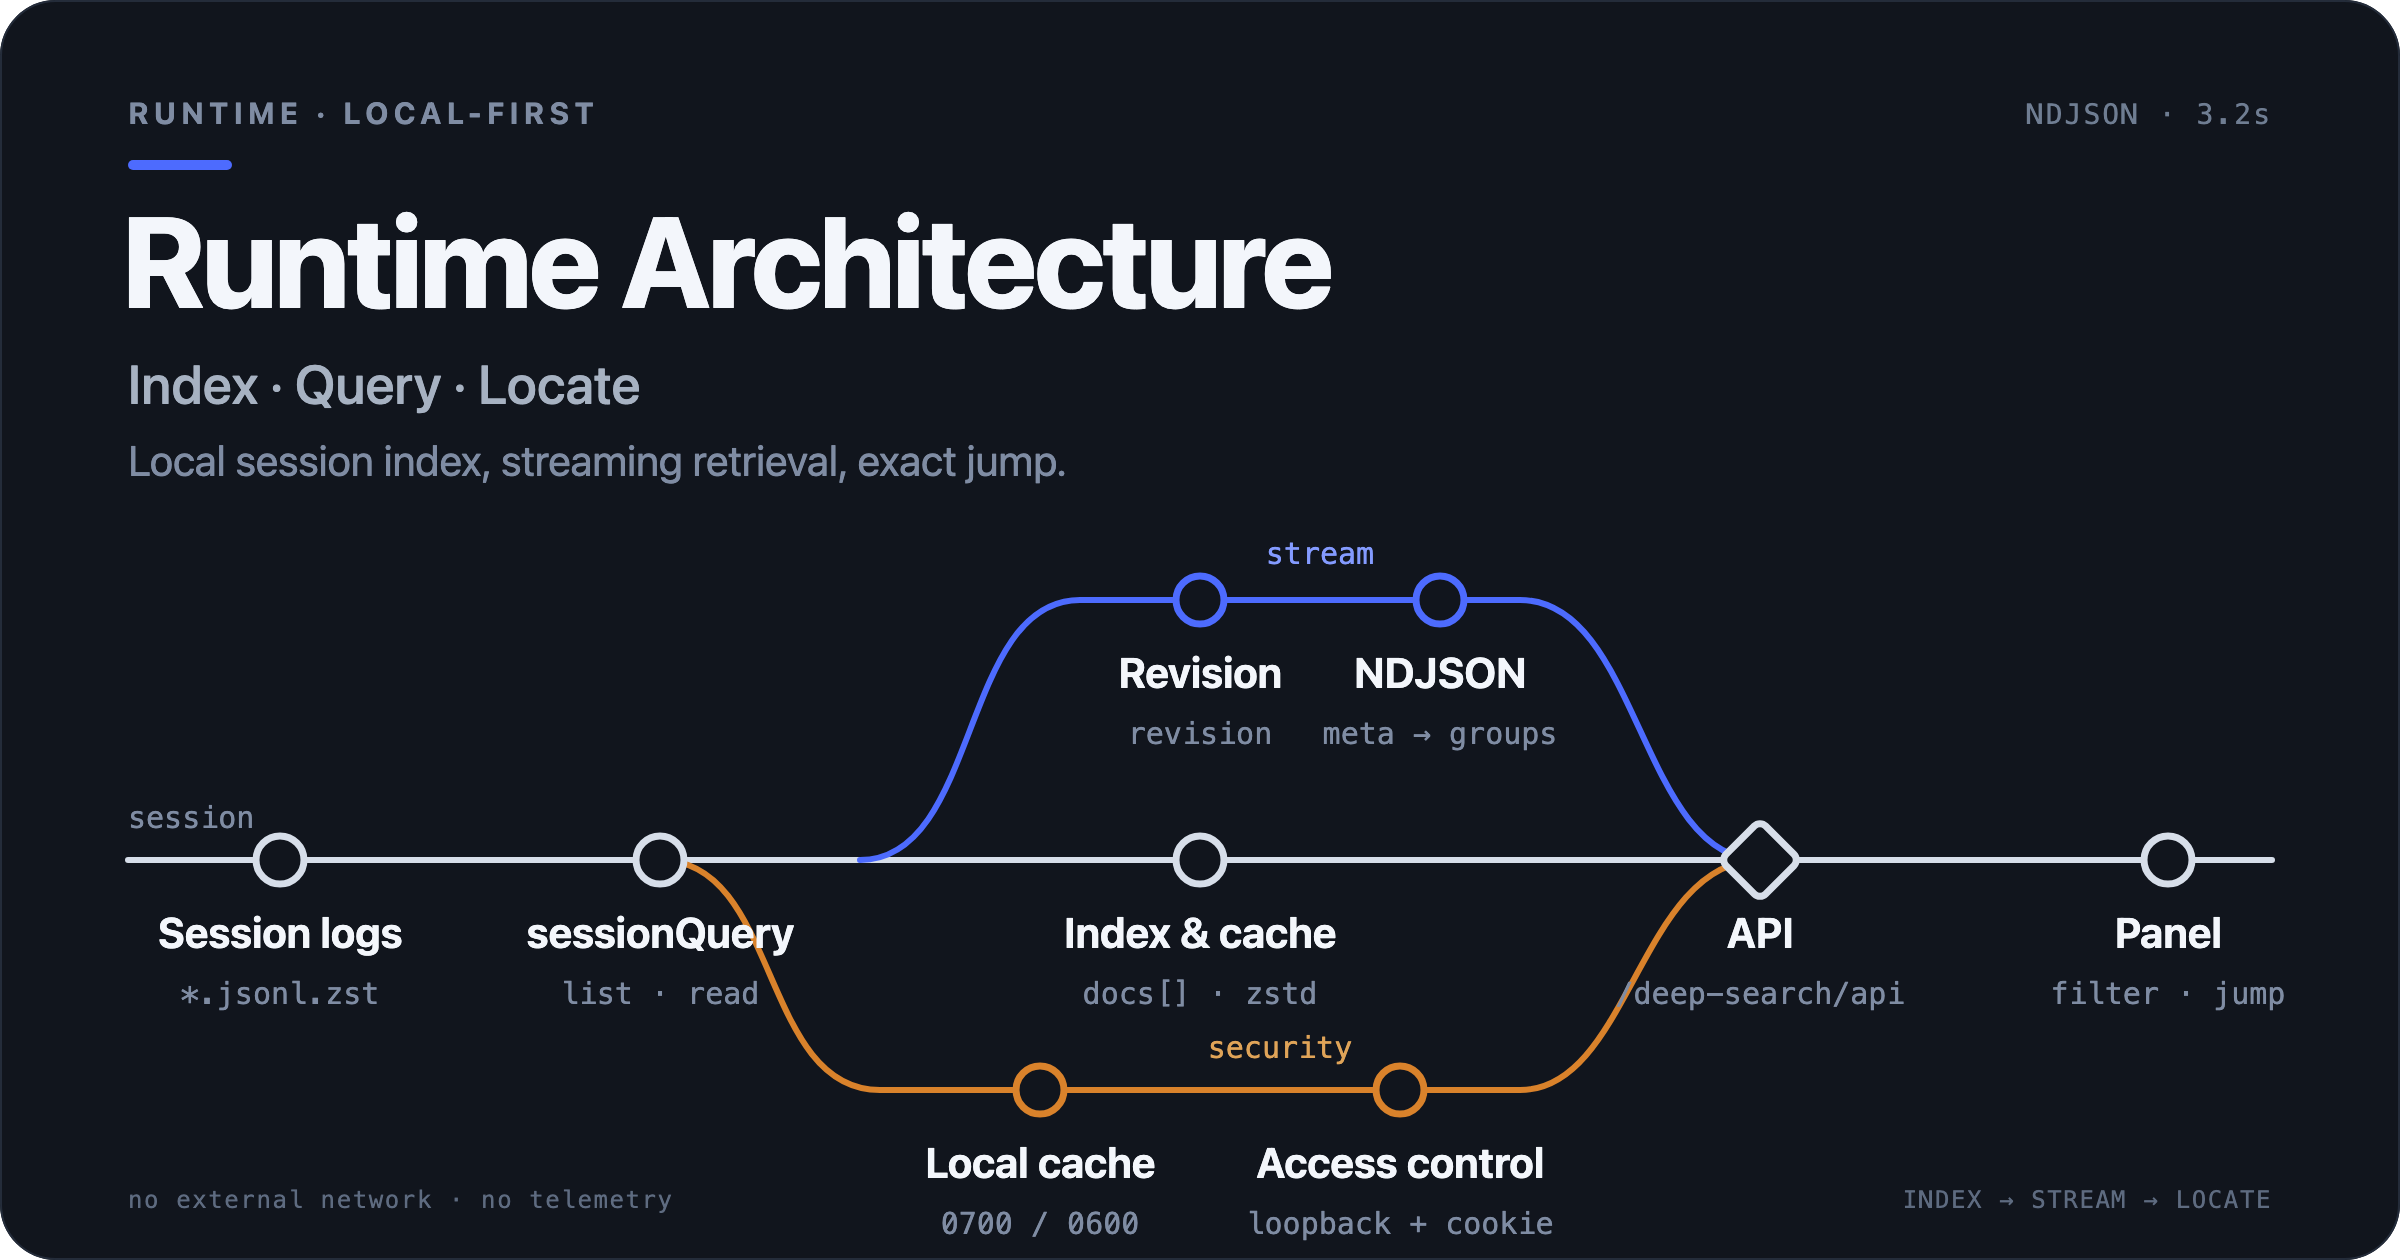 RUNTIME · LOCAL-FIRST
NDJSON · 3.2s
Runtime Architecture
Index · Query · Locate
Local session index, streaming retrieval, exact jump.
stream
Revision
NDJSON
revision
meta → groups
session
Session logs
sessionQuery
Index & cache
API
Panel
*.jsonl.zst
list · read
docs[] · zstd
/deep-search/api
filter · jump
security
Local cache
Access control
0700 / 0600
loopback + cookie
no external network · no telemetry
INDEX → STREAM → LOCATE